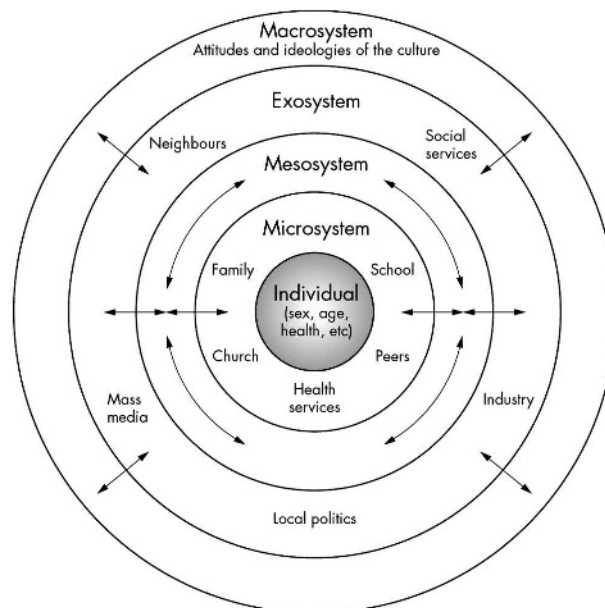 Macrosystem
Attitudes and ideologies of the culture
Exosystem
Neighbours
Social
services
Mesosystem
Microsystem
Family
School
Individual
(sex, age,
health, etc)
Church
Peers
Health
services
Mass
media
Industry
Local politics